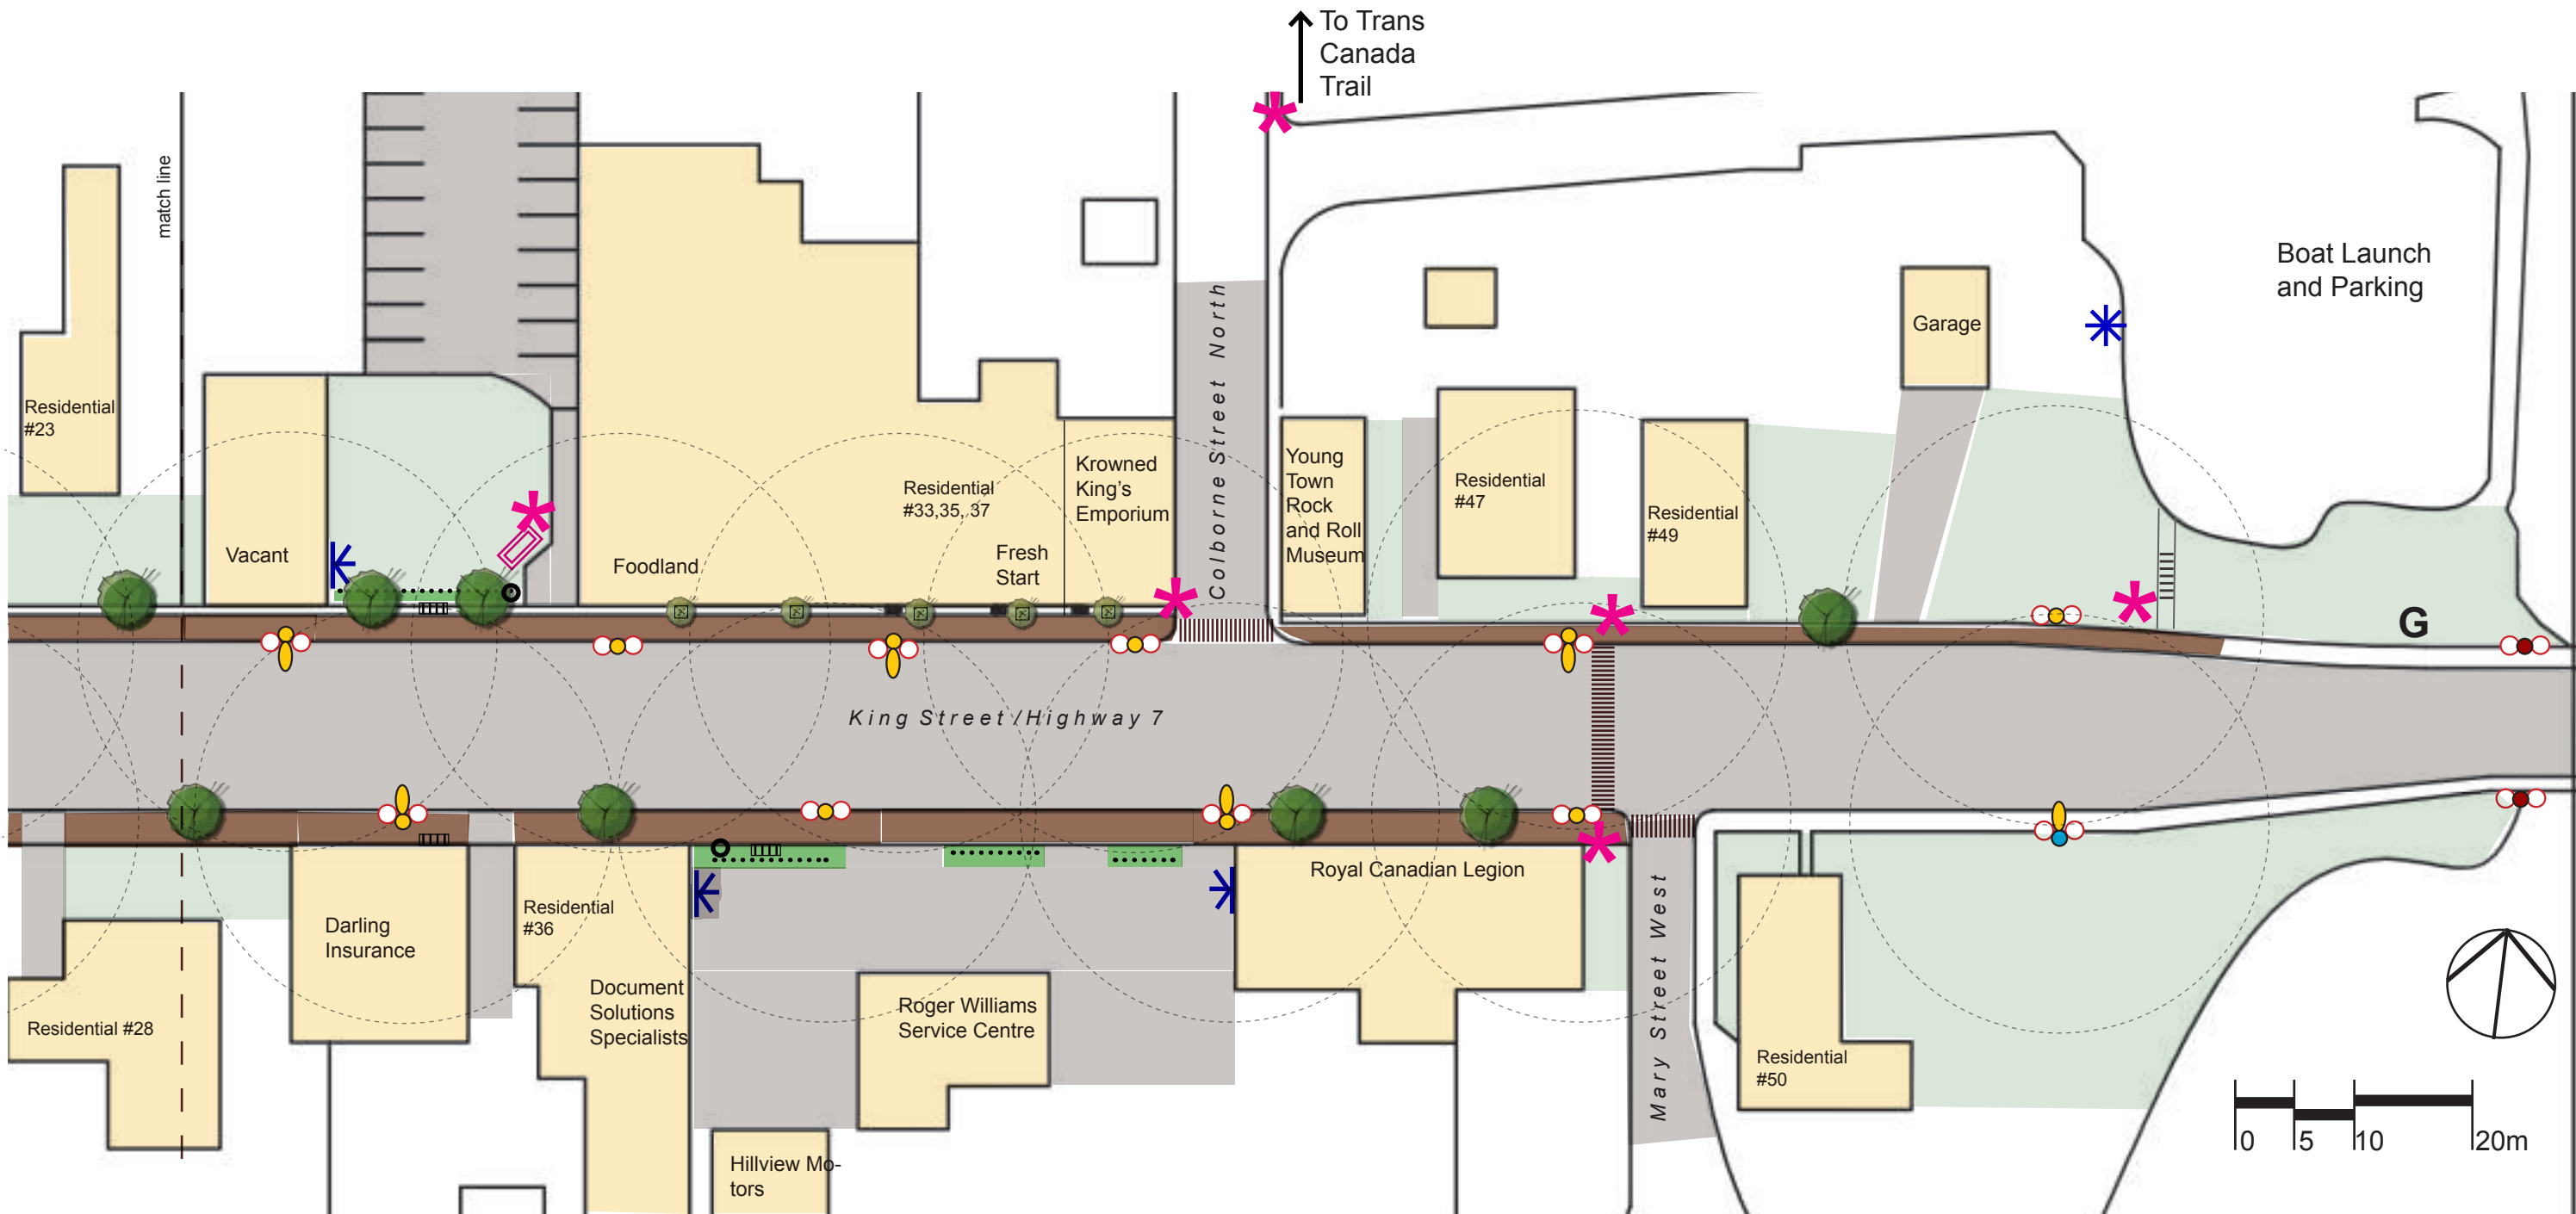 To Trans
Canada
Trail
match line
Boat Launch
and Parking
Colborne Street North
Garage
Residential
#23
Vacant
Foodland
Residential
#33,35, 37
Fresh
Start
Krowned
King's
Emporium
Young
Town
Rock
and Roll
Museum
Residential
#47
Residential
#49
G
King Street /Highway 7
Residential #28
Darling
Insurance
Residential
#36
Document
Solutions
Specialists
Roger Williams
Service Centre
Hillview Mo-
tors
Royal Canadian Legion
Mary Street West
Residential
#50
0 5 10 20m